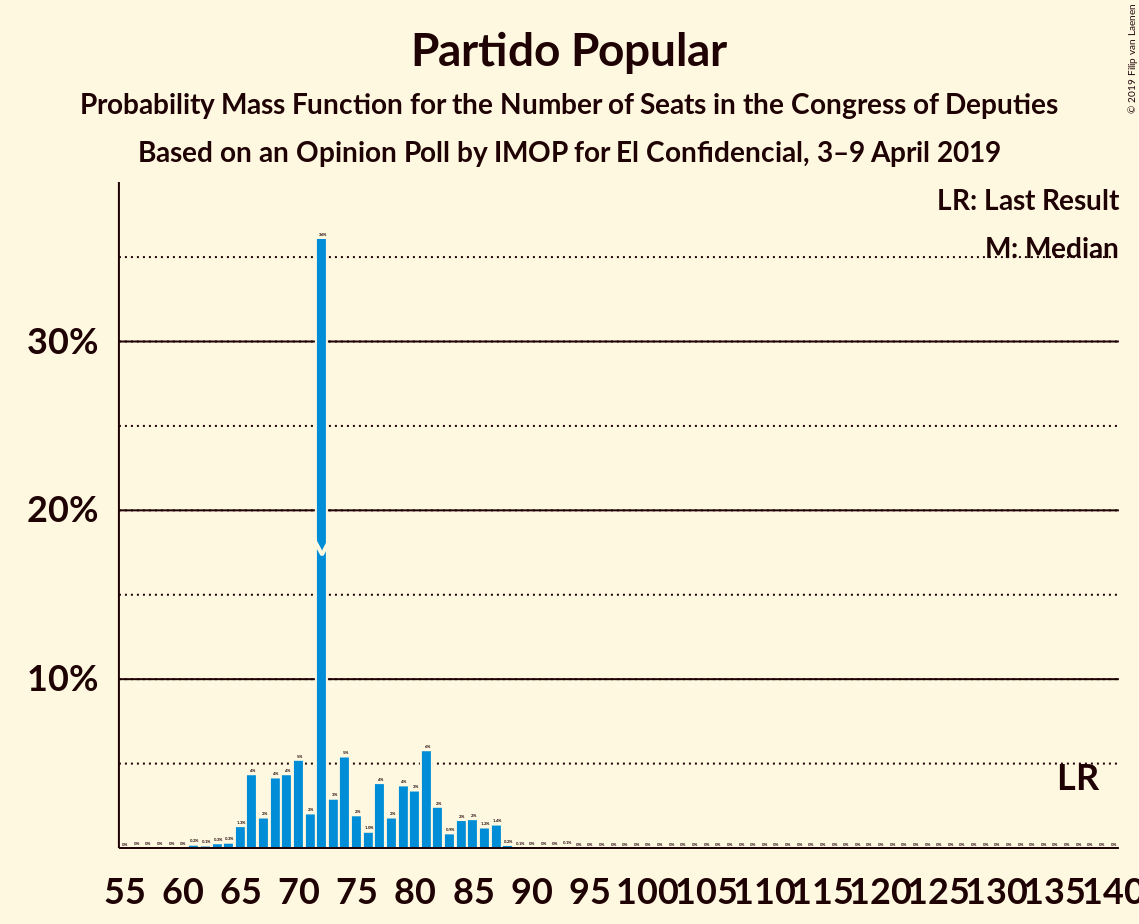 Partido Popular
Probability Mass Function for the Number of Seats in the Congress of Deputies
Based on an Opinion Poll by IMOP for El Confidencial, 3–9 April 2019
© 2019 Filip van Laenen
LR: Last Result
M: Median
30%
20%
10%
LR
55 60 65 70 75 80 85 90 95 100 105 110 115 120 125 130 135 140